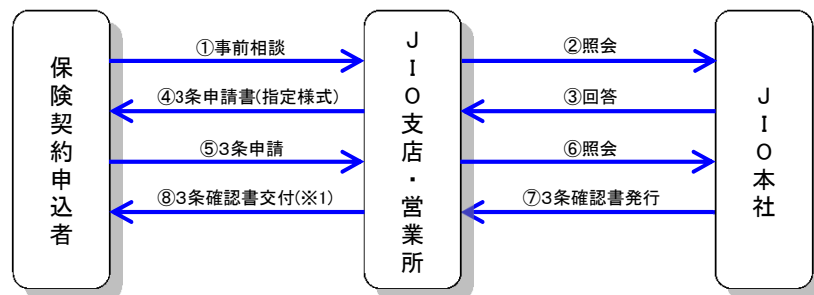 保険契約申込者
①事前相談
④3条申請書(指定様式)
⑤3条申請
⑧3条確認書交付(※1)
JIO支店・営業所
②照会
③回答
⑥照会
⑦3条確認書発行
JIO本社